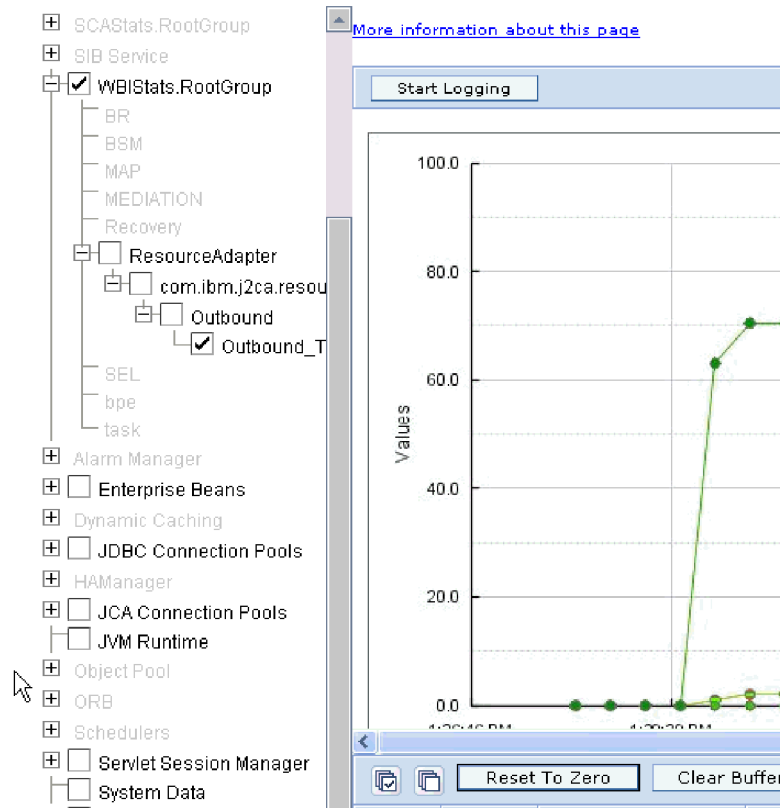 SCAStats.RootGroup
SIB Service
WBIStats.RootGroup
BR
BSM
MAP
MEDIATION
Recovery
ResourceAdapter
com.ibm.j2ca.resou
Outbound
Outbound_T
SEL
bpe
task
Alarm Manager
Enterprise Beans
Dynamic Caching
JDBC Connection Pools
HAManager
JCA Connection Pools
JVM Runtime
Object Pool
ORB
Schedulers
Servlet Session Manager
System Data
More information about this page
Start Logging
100.0
80.0
60.0
40.0
20.0
0.0
Values
Reset To Zero
Clear Buffer